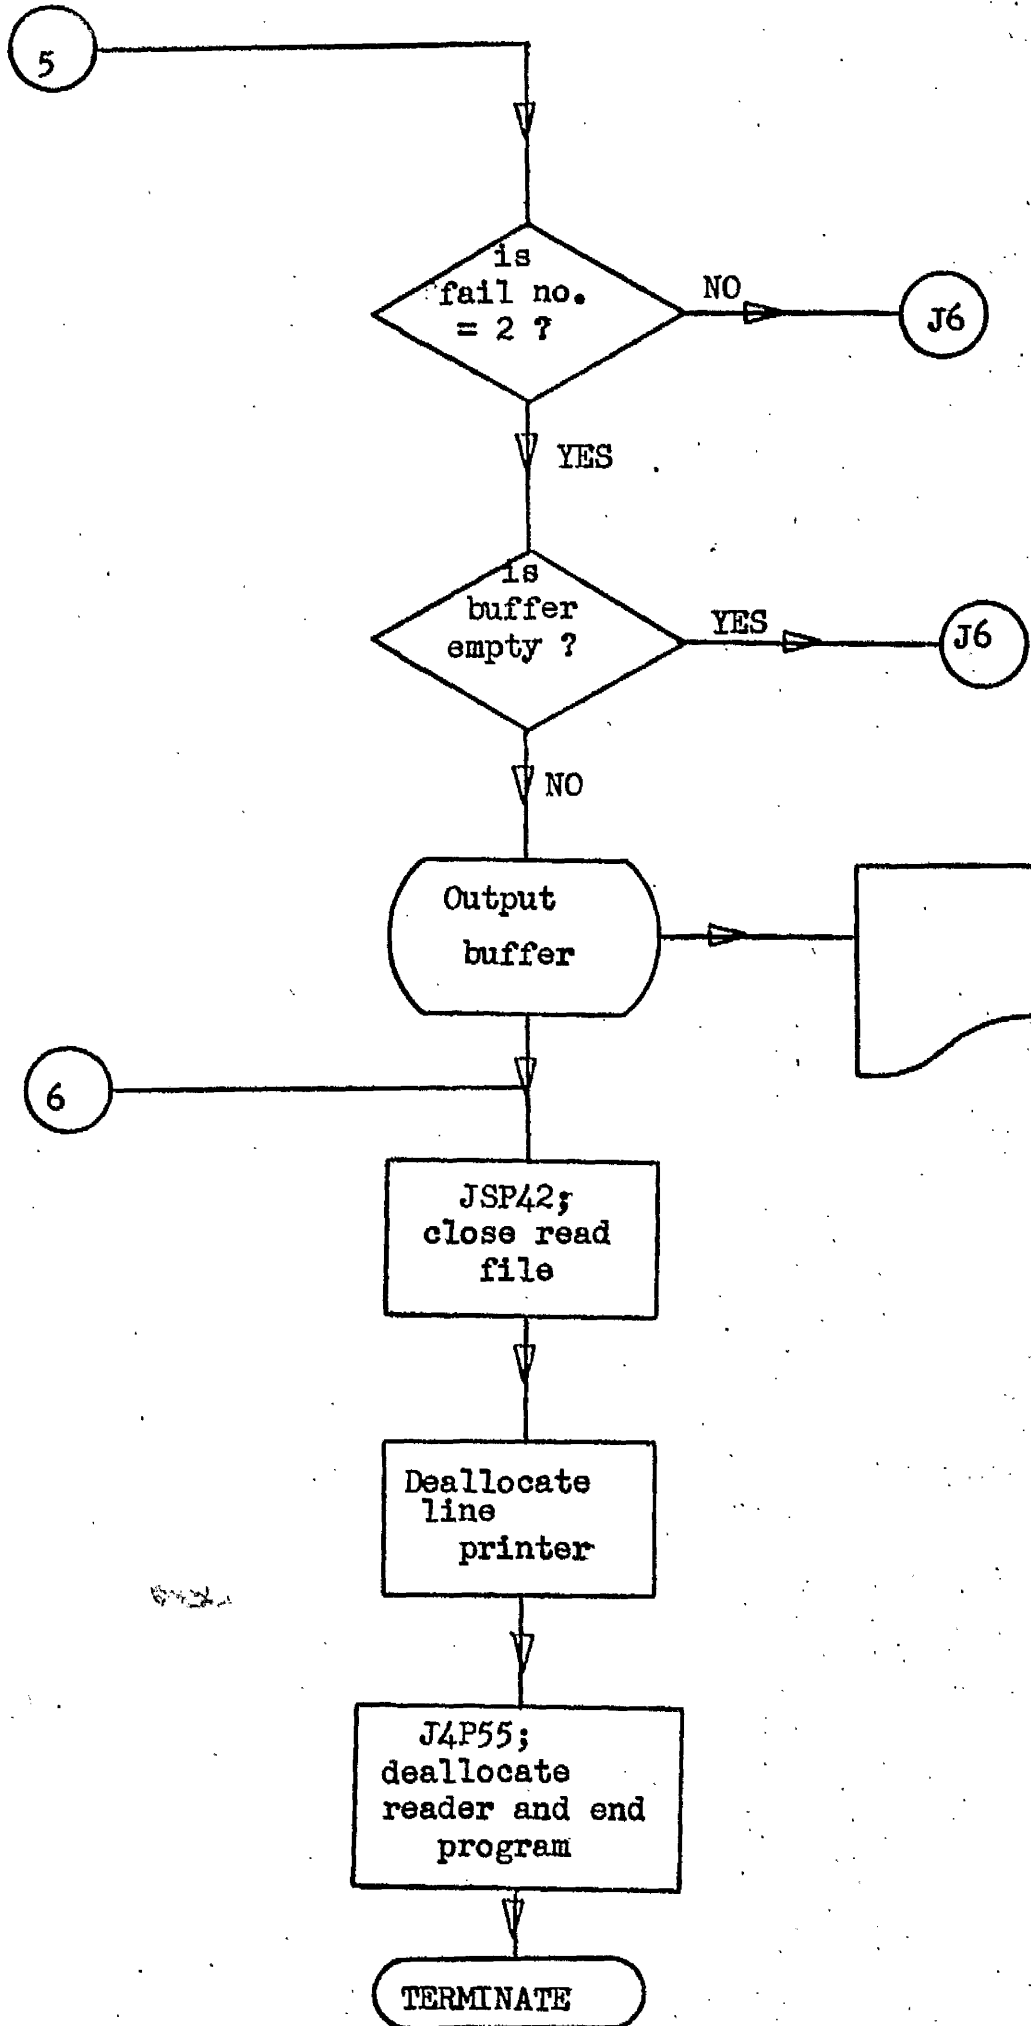 5
is
fail no.
= 2 ?
NO
J6
YES
is
buffer
empty ?
YES
J6
NO
Output
buffer
6
JSP42;
close read
file
Deallocate
line
printer
J4P55;
deallocate
reader and end
program
TERMINATE